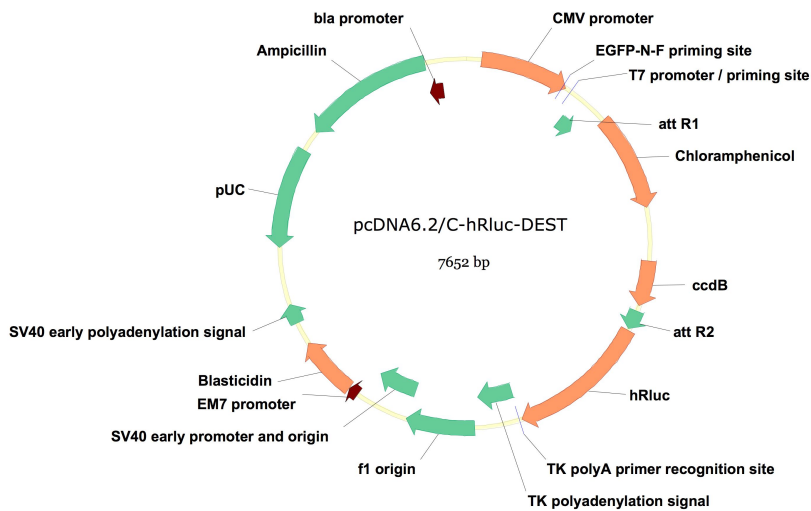 bla promoter
CMV promoter
Ampicillin
EGFP-N-F priming site
T7 promoter / priming site
att R1
Chloramphenicol
pUC
pcDNA6.2/C-hRluc-DEST
7652 bp
ccdB
SV40 early polyadenylation signal
att R2
Blasticidin
hRluc
EM7 promoter
SV40 early promoter and origin
f1 origin
TK polyA primer recognition site
TK polyadenylation signal